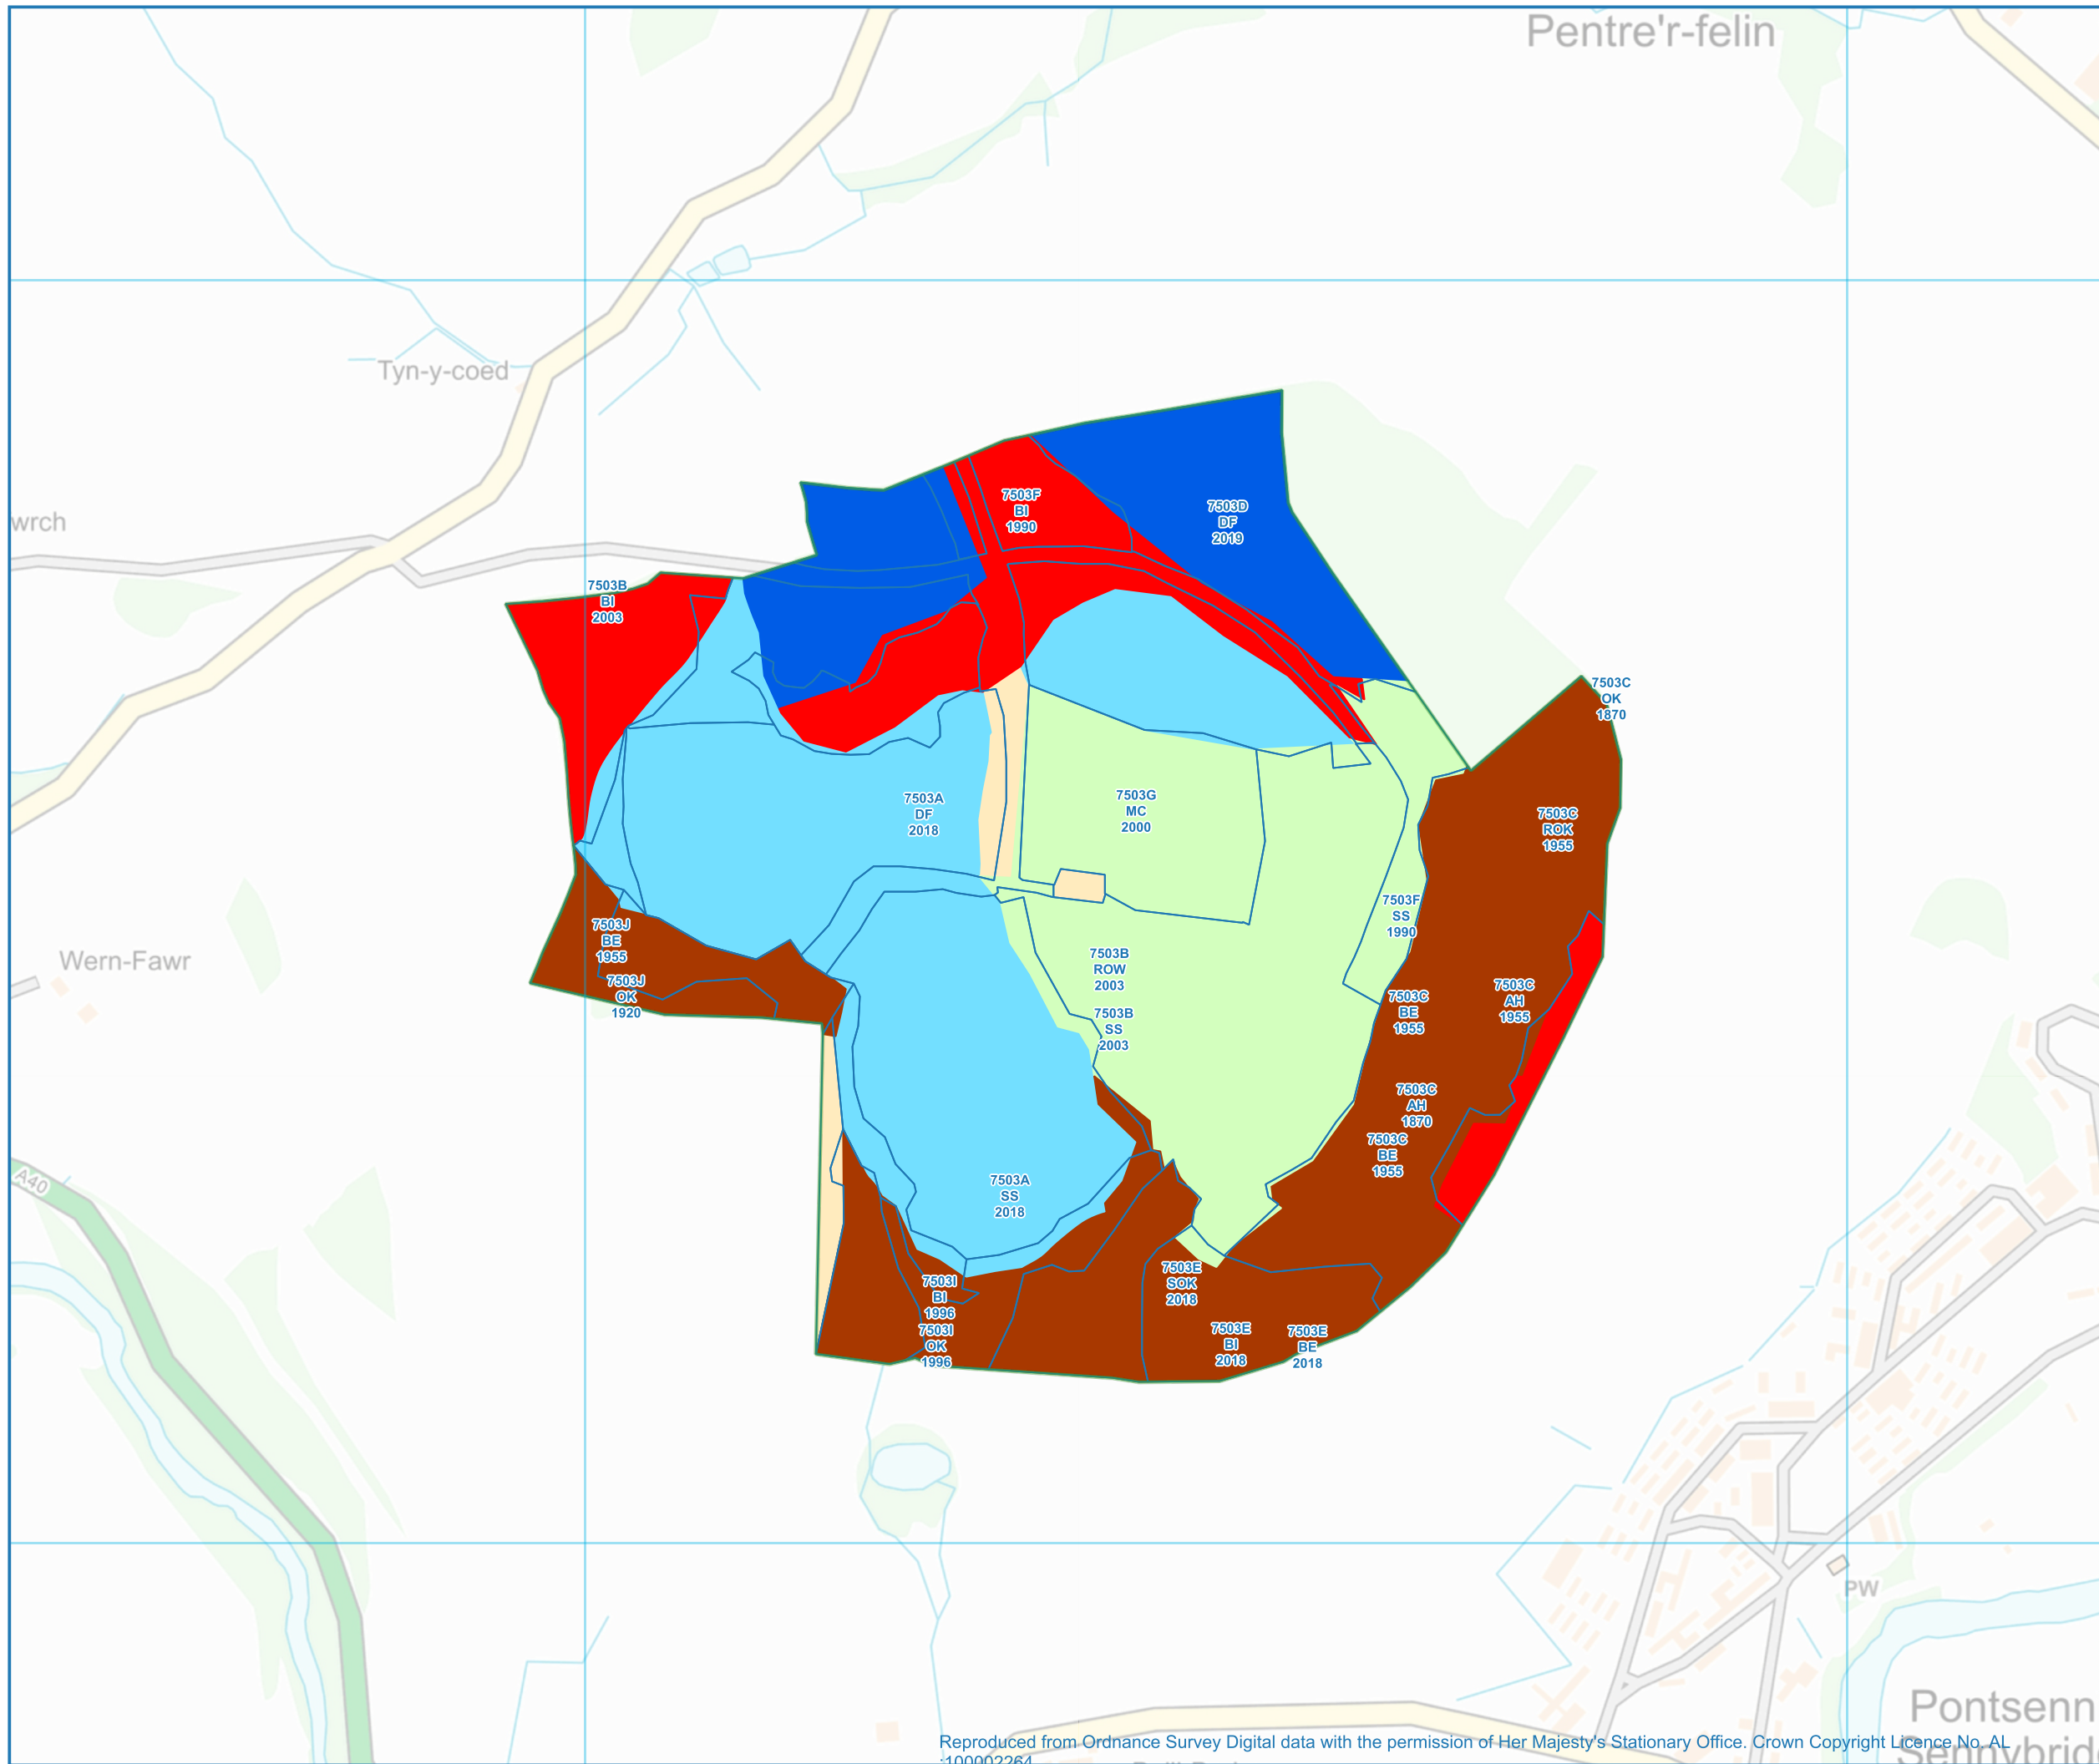 Pentre'r-felin
Tyn-y-coed
wrch
7503F
BI
1990
7503D
DF
2019
7503B
BI
2003
7503C
OK
1870
7503A
DF
2018
7503G
MC
2000
7503C
ROK
1955
7503F
SS
1990
7503J
BE
1955
Wern-Fawr
7503B
ROW
2003
7503J
OK
1920
7503C
AH
1955
7503C
BE
1955
7503B
SS
2003
7503C
AH
1870
7503C
BE
1955
A40
7503A
SS
2018
7503E
SOK
2018
7503I
BI
1996
7503I
OK
1996
7503E
BI
2018
7503E
BE
2018
PW
Pontsenn
Reproduced from Ordnance Survey Digital data with the permission of Her Majesty's Stationary Office. Crown Copyright Licence No. AL
:100002264
Sennybrid